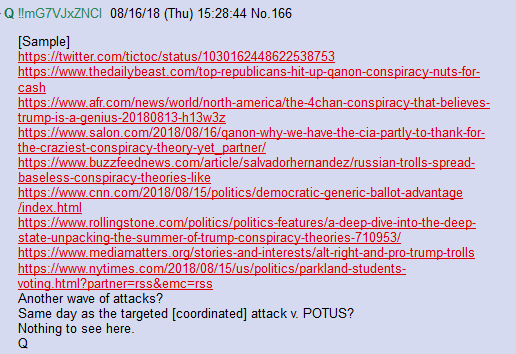 Q !!mG7VJxZNCI 08/16/18 (Thu) 15:28:44 No.166
[Sample]
https://twitter.com/tictoc/status/1030162448622538753
https://www.thedailybeast.com/top-republicans-hit-up-qanon-conspiracy-nuts-for-
cash
https://www.afr.com/news/world/north-america/the-4chan-conspiracy-that-believes-
trump-is-a-genius-20180813-h13w3z
https://www.salon.com/2018/08/16/qanon-why-we-have-the-cia-partly-to-thank-for-
the-craziest-conspiracy-theory-yet_partner/
https://www.buzzfeednews.com/article/salvadorhernandez/russian-trolls-spread-
baseless-conspiracy-theories-like
https://www.cnn.com/2018/08/15/politics/democratic-generic-ballot-advantage
/index.html
https://www.rollingstone.com/politics/politics-features/a-deep-dive-into-the-deep-
state-unpacking-the-summer-of-trump-conspiracy-theories-710953/
https://www.mediamatters.org/stories-and-interests/alt-right-and-pro-trump-trolls
https://www.nytimes.com/2018/08/15/us/politics/parkland-students-
voting.html?partner=rss&emc=rss
Another wave of attacks?
Same day as the targeted [coordinated] attack v. POTUS?
Nothing to see here.
Q